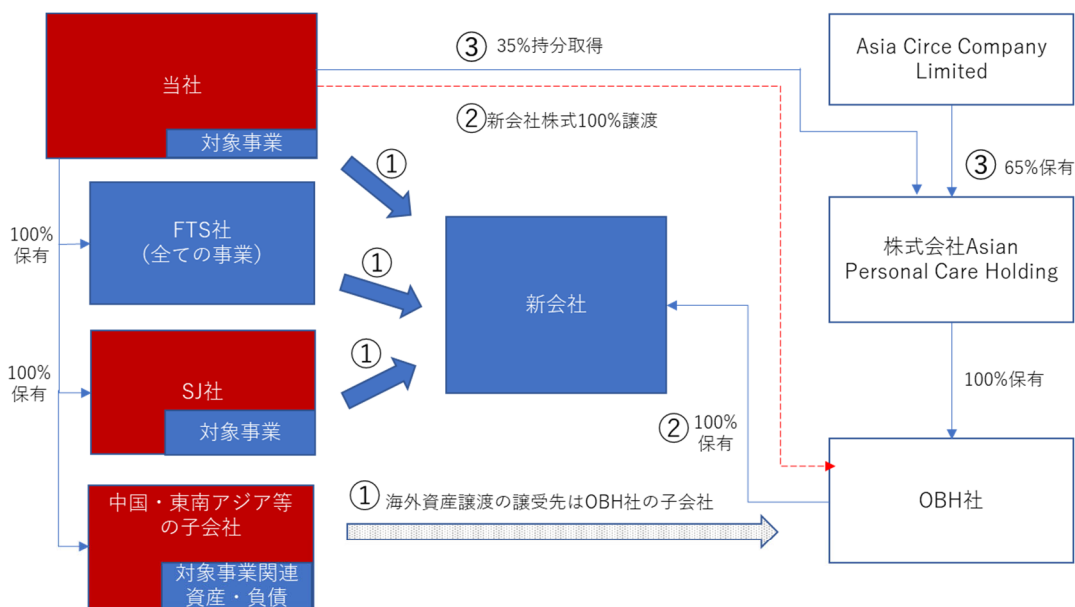 当社
対象事業
FTS社
(全ての事業)
SJ社
対象事業
中国・東南アジア等
の子会社
対象事業関連
資産・負債
100%
保有
100%
保有
①
①
①
新会社
③ 35%持分取得
②新会社株式100%譲渡
① 海外資産譲渡の譲受先はOBH社の子会社
② 100%
保有
Asia Circe Company
Limited
③ 65%保有
株式会社Asian
Personal Care Holding
100%保有
OBH社